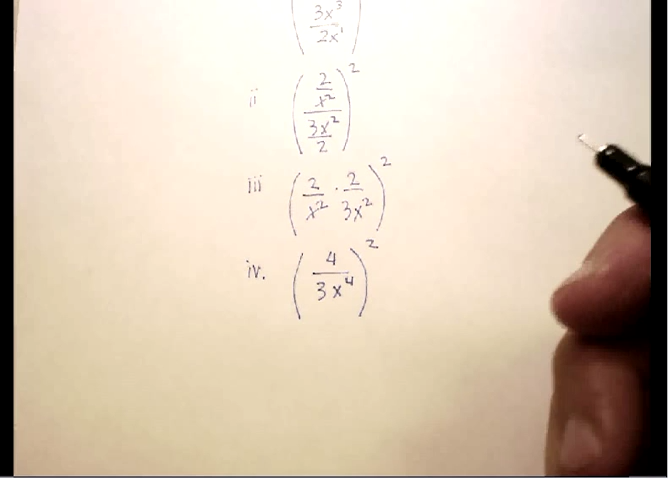 (3x³/2x¹)
ii ((2/x²)/(3x²/2))²
iii (2/x² · 2/3x²)²
iv. (4/3x⁴)²